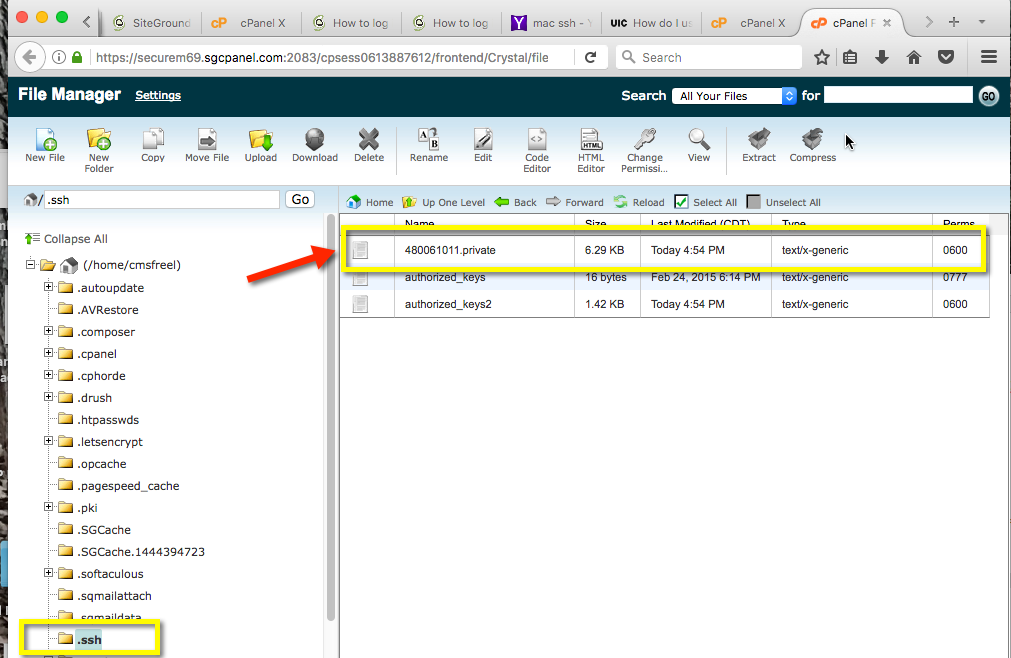 SiteGround
cPanel X
How to log
How to log
mac ssh - Y
UIC How do I us
cPanel X
cPanel F
https://securem69.sgcpanel.com:2083/cpsess0613887612/frontend/Crystal/file
Search
File Manager Settings
Search All Your Files for GO
New File
New Folder
Copy
Move File
Upload
Download
Delete
Rename
Edit
Code Editor
HTML Editor
Change Permissi...
View
Extract
Compress
/ .ssh Go
Home Up One Level Back Forward Reload Select All Unselect All
Collapse All
(/home/cmsfreel)
.autoupdate
.AVRestore
.composer
.cpanel
.cphorde
.drush
.htpasswds
.letsencrypt
.opcache
.pagespeed_cache
.pki
.SGCache
.SGCache.1444394723
.softaculous
.sqmailattach
.sqmaildata
.ssh
Name Size Last Modified (CDT) Type Perms
480061011.private 6.29 KB Today 4:54 PM text/x-generic 0600
authorized_keys 16 bytes Feb 24, 2015 6:14 PM text/x-generic 0777
authorized_keys2 1.42 KB Today 4:54 PM text/x-generic 0600